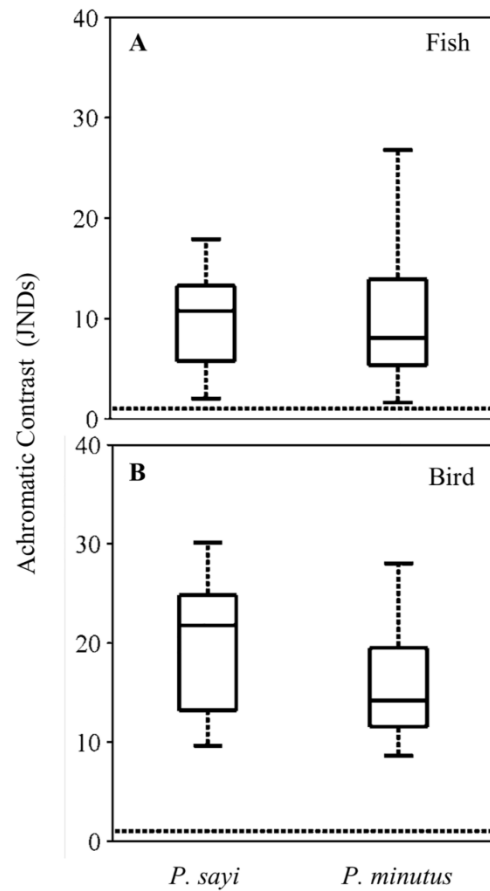 40
A
Fish
30
20
10
0
Achromatic Contrast (JNDs)
40
B
Bird
30
20
10
0
P. sayi
P. minutus